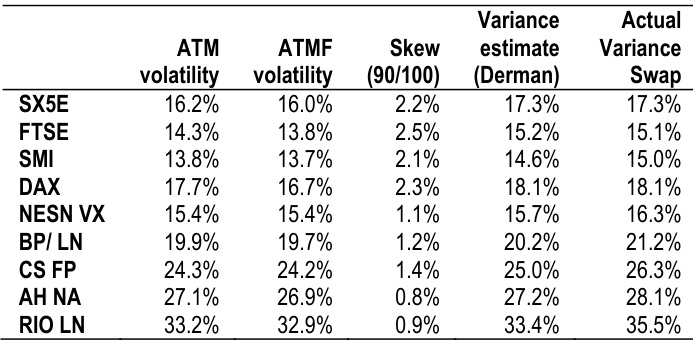 Variance Actual
ATM ATMF Skew estimate Variance
volatility volatility (90/100) (Derman) Swap
SX5E 16.2% 16.0% 2.2% 17.3% 17.3%
FTSE 14.3% 13.8% 2.5% 15.2% 15.1%
SMI 13.8% 13.7% 2.1% 14.6% 15.0%
DAX 17.7% 16.7% 2.3% 18.1% 18.1%
NESN VX 15.4% 15.4% 1.1% 15.7% 16.3%
BP/ LN 19.9% 19.7% 1.2% 20.2% 21.2%
CS FP 24.3% 24.2% 1.4% 25.0% 26.3%
AH NA 27.1% 26.9% 0.8% 27.2% 28.1%
RIO LN 33.2% 32.9% 0.9% 33.4% 35.5%